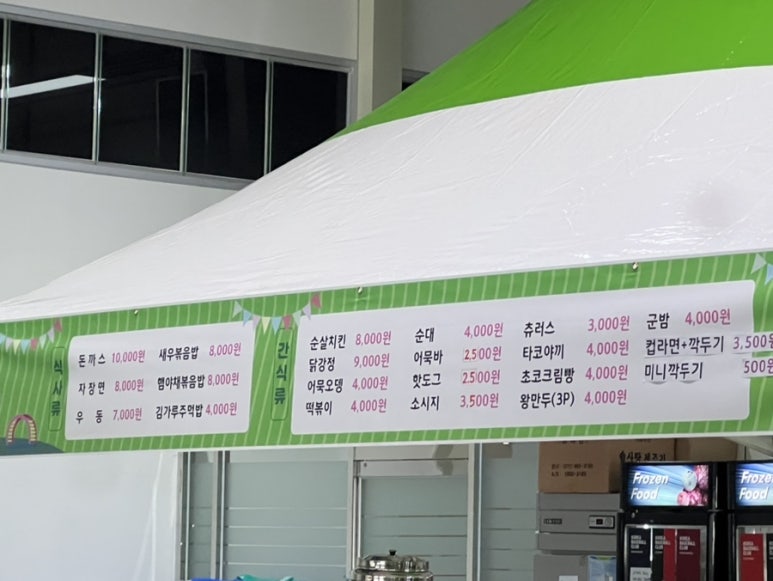 식사류
돈까스 10,000원 새우볶음밥 8,000원
자장면 8,000원 햄야채볶음밥 8,000원
우동 7,000원 김가루주먹밥 4,000원
간식류
순살치킨 8,000원 순대 4,000원 츄러스 3,000원 군밤 4,000원
닭강정 9,000원 어묵바 2,500원 타코야끼 4,000원 컵라면+깍두기 3,500원
어묵오뎅 4,000원 핫도그 2,500원 초코크림빵 4,000원 미니깍두기 500원
떡볶이 4,000원 소시지 3,500원 왕만두(3P) 4,000원
Frozen Food
Frozen Food
KOREA BASEBALL CLUB